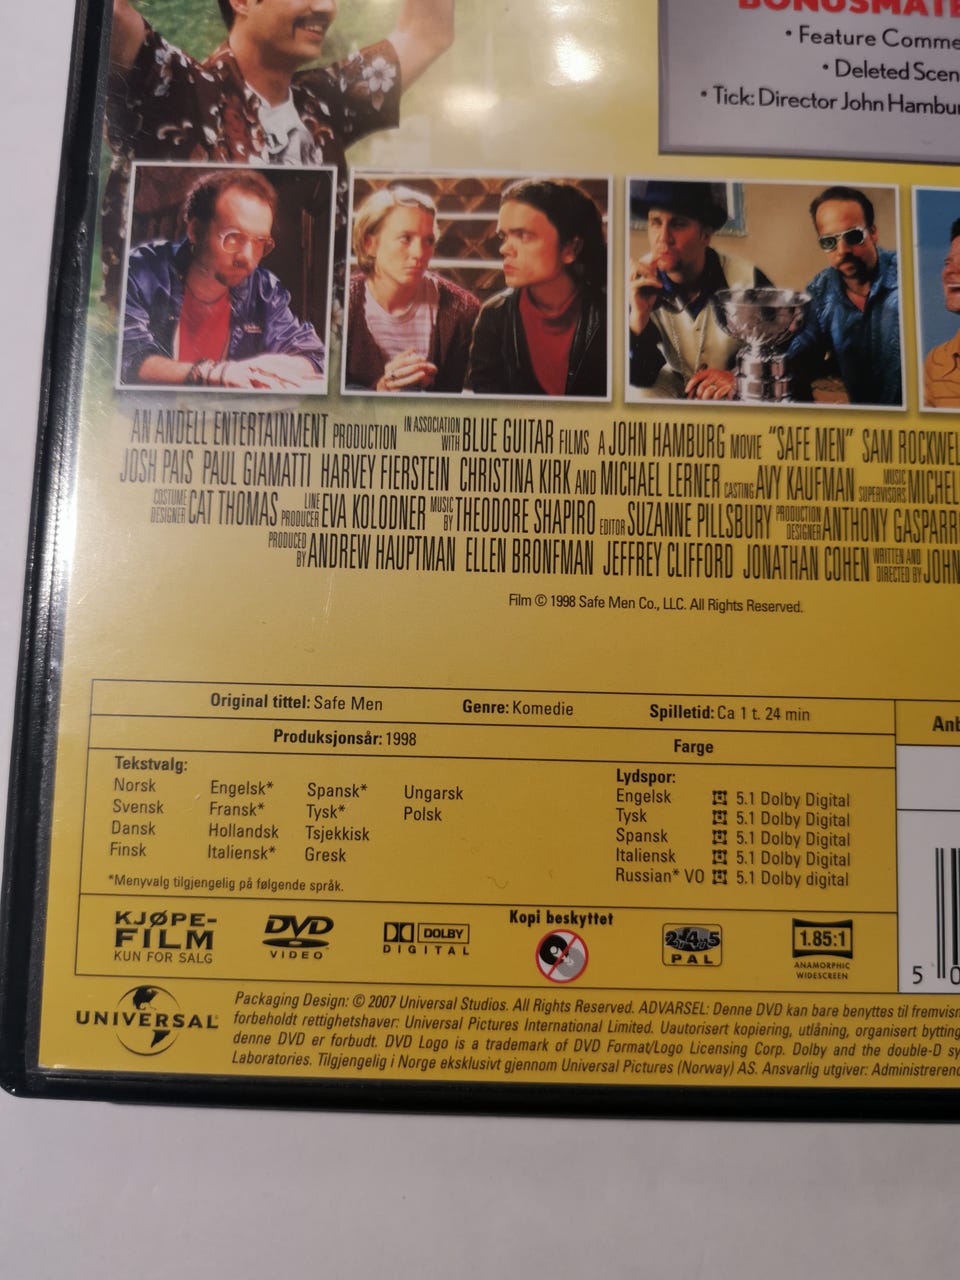 BONUSMATE
• Feature Comme
• Deleted Scen
• Tick: Director John Hambur
AN ANDELL ENTERTAINMENT PRODUCTION IN ASSOCIATION WITH BLUE GUITAR FILMS A JOHN HAMBURG MOVIE "SAFE MEN" SAM ROCKWEL
JOSH PAIS PAUL GIAMATTI HARVEY FIERSTEIN CHRISTINA KIRK AND MICHAEL LERNER CASTING AVY KAUFMAN MUSIC SUPERVISORS MICHEL
COSTUME DESIGNER CAT THOMAS LINE PRODUCER EVA KOLODNER MUSIC BY THEODORE SHAPIRO EDITOR SUZANNE PILLSBURY PRODUCTION DESIGNER ANTHONY GASPARR
PRODUCED BY ANDREW HAUPTMAN ELLEN BRONFMAN JEFFREY CLIFFORD JONATHAN COHEN WRITTEN AND DIRECTED BY JOHN
Film © 1998 Safe Men Co., LLC. All Rights Reserved.
Original tittel: Safe Men Genre: Komedie Spilletid: Ca 1 t. 24 min
Anb
Produksjonsår: 1998 Farge
Tekstvalg:
Norsk Engelsk* Spansk* Ungarsk
Svensk Fransk* Tysk* Polsk
Dansk Hollandsk Tsjekkisk
Finsk Italiensk* Gresk
*Menyvalg tilgjengelig på følgende språk.
Lydspor:
Engelsk 5.1 Dolby Digital
Tysk 5.1 Dolby Digital
Spansk 5.1 Dolby Digital
Italiensk 5.1 Dolby Digital
Russian* VO 5.1 Dolby digital
KJØPE-
FILM
KUN FOR SALG
DVD
VIDEO
DOLBY
DIGITAL
Kopi beskyttet
2,4,5
PAL
1.85:1
ANAMORPHIC
WIDESCREEN
5 0
UNIVERSAL
Packaging Design: © 2007 Universal Studios. All Rights Reserved. ADVARSEL: Denne DVD kan bare benyttes til fremvisn
forbeholdt rettighetshaver: Universal Pictures International Limited. Uautorisert kopiering, utlåning, organisert bytting
denne DVD er forbudt. DVD Logo is a trademark of DVD Format/Logo Licensing Corp. Dolby and the double-D sy
Laboratories. Tilgjengelig i Norge eksklusivt gjennom Universal Pictures (Norway) AS. Ansvarlig utgiver: Administreren